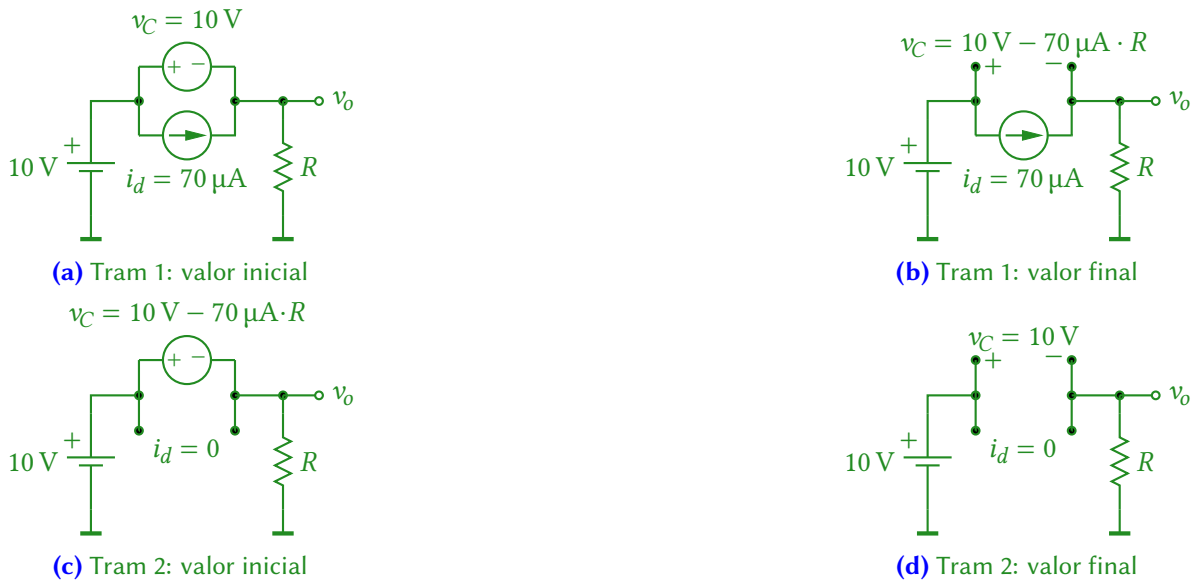 v_C = 10 V
+ −
v_o
+
10 V
i_d = 70 µA
R
(a) Tram 1: valor inicial
v_C = 10 V − 70 µA · R
+ −
v_o
+
10 V
i_d = 70 µA
R
(b) Tram 1: valor final
v_C = 10 V − 70 µA·R
+ −
v_o
+
10 V
i_d = 0
R
(c) Tram 2: valor inicial
v_C = 10 V
+ −
v_o
+
10 V
i_d = 0
R
(d) Tram 2: valor final